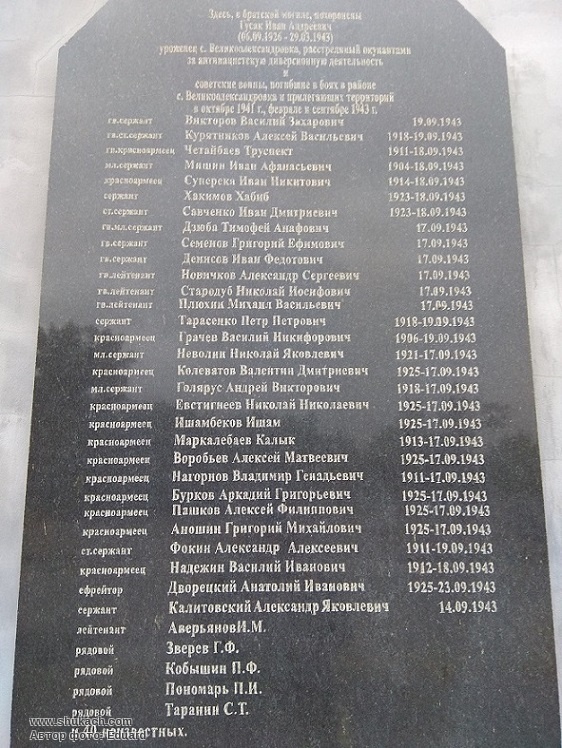 Здесь, в братской могиле, похоронены
Гусак Иван Андреевич
(06.09.1926 - 29.03.1943)
уроженец с. Великоалександровка, расстрелянный оккупантами
за антинацистскую диверсионную деятельность
и
советские воины, погибшие в боях в районе
с. Великоалександровка и прилегающих территорий
в октябре 1941 г., феврале и сентябре 1943 г.
гв.сержант Викторов Василий Захарович 19.09.1943
гв.ст.сержант Курятников Алексей Васильевич 1918-19.09.1943
гв.красноармеец Четайбаев Труспект 1911-18.09.1943
мл.сержант Мишин Иван Афанасьевич 1904-18.09.1943
красноармеец Суперека Иван Никитович 1914-18.09.1943
сержант Хакимов Хабиб 1923-18.09.1943
ст.сержант Савченко Иван Дмитриевич 1923-18.09.1943
гв.мл.сержант Дзюба Тимофей Анафович 17.09.1943
гв.сержант Семенов Григорий Ефимович 17.09.1943
гв.сержант Денисов Иван Федотович 17.09.1943
гв.лейтенант Новичков Александр Сергеевич 17.09.1943
гв.лейтенант Стародуб Николай Иосифович 17.09.1943
гв.лейтенант Плюхин Михаил Васильевич 17.09.1943
сержант Тарасенко Петр Петрович 1918-19.09.1943
красноармеец Грачев Василий Никифорович 1906-19.09.1943
мл.сержант Неволин Николай Яковлевич 1921-17.09.1943
красноармеец Колеватов Валентин Дмитриевич 1925-17.09.1943
мл.сержант Голярус Андрей Викторович 1918-17.09.1943
красноармеец Евстигнеев Николай Николаевич 1925-17.09.1943
красноармеец Ишамбеков Ишам 1925-17.09.1943
красноармеец Маркалебаев Калык 1913-17.09.1943
красноармеец Воробьев Алексей Матвеевич 1925-17.09.1943
красноармеец Нагорнов Владимир Генадьевич 1911-17.09.1943
красноармеец Бурков Аркадий Григорьевич 1925-17.09.1943
красноармеец Пашков Алексей Филиппович 1925-17.09.1943
красноармеец Аношин Григорий Михайлович 1925-17.09.1943
ст.сержант Фокин Александр Алексеевич 1911-19.09.1943
красноармеец Надежин Василий Иванович 1912-18.09.1943
ефрейтор Дворецкий Анатолий Иванович 1925-23.09.1943
сержант Калитовский Александр Яковлевич 14.09.1943
лейтенант Аверьянов И.М.
рядовой Зверев Г.Ф.
рядовой Кобышин П.Ф.
рядовой Пономарь П.И.
рядовой Таранин С.Т.
и 40 неизвестных.
www.shukach.com
Автор фото: Eduard